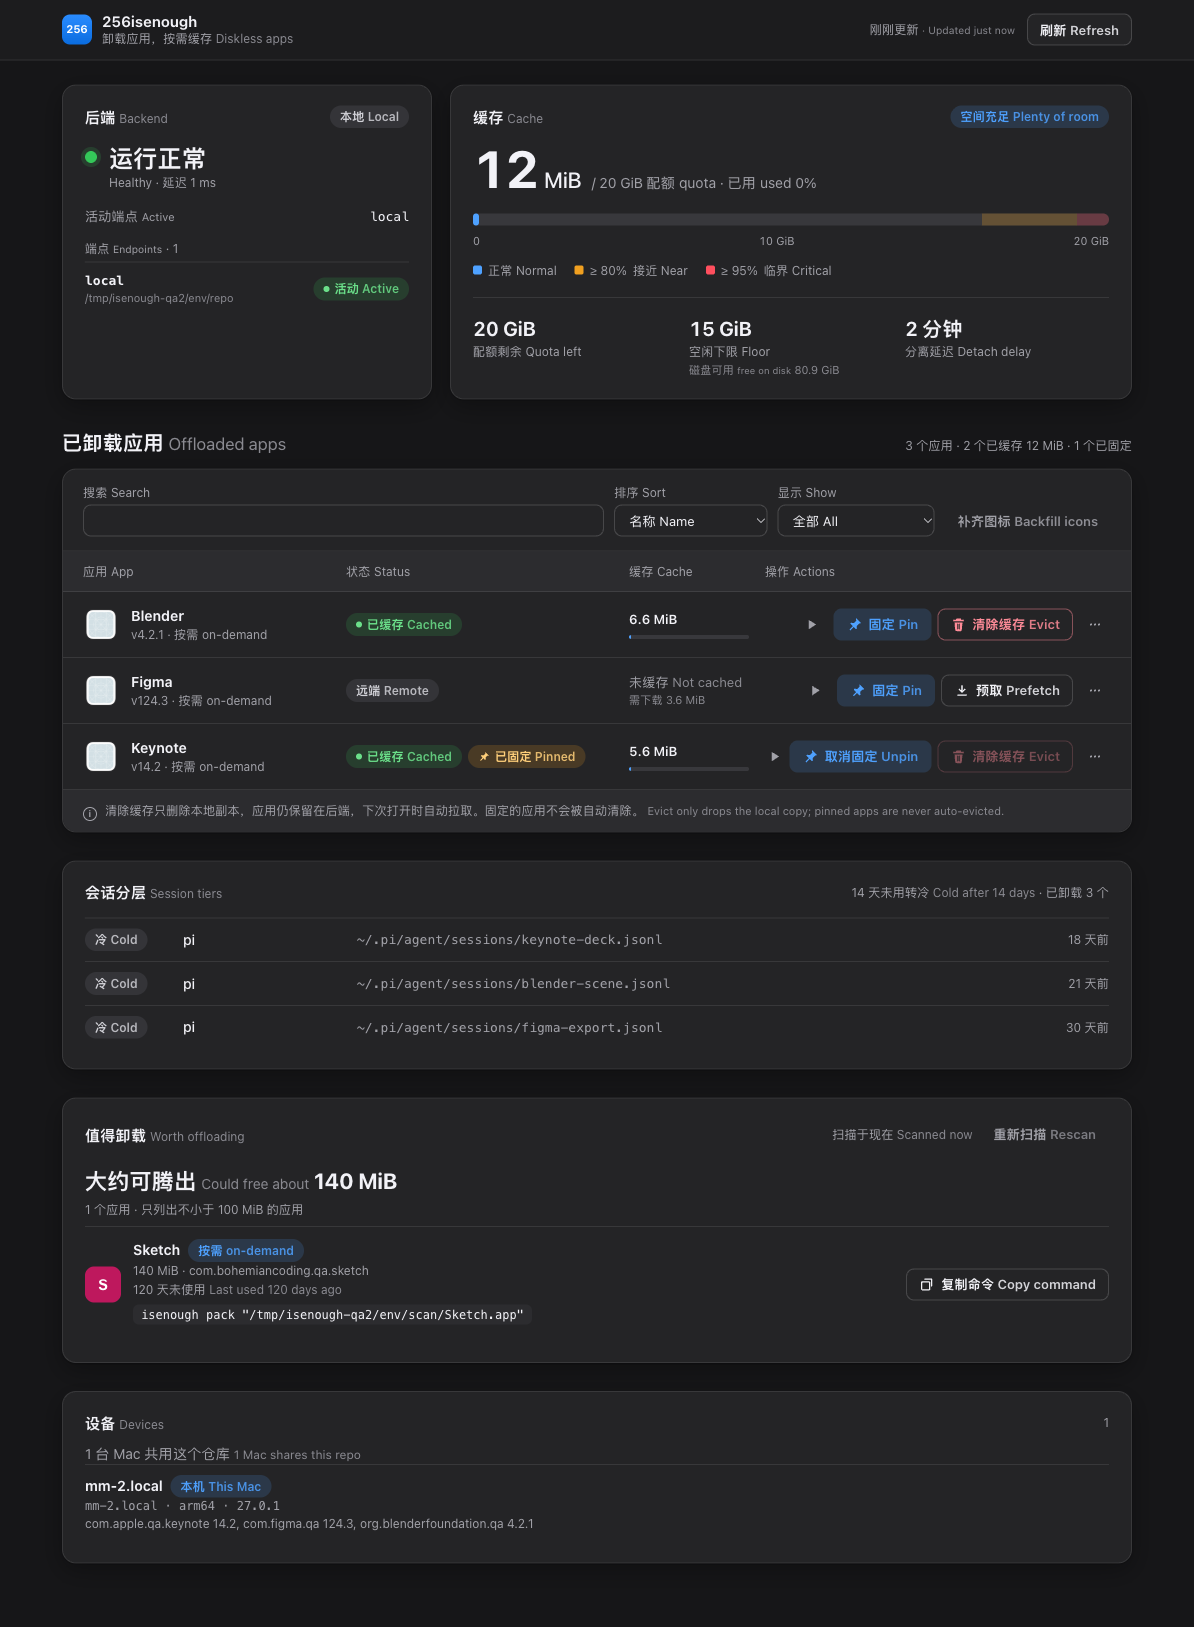 256
256isenough
卸载应用，按需缓存 Diskless apps
刚刚更新 · Updated just now
刷新 Refresh
后端 Backend
本地 Local
运行正常
Healthy · 延迟 1 ms
活动端点 Active
local
端点 Endpoints · 1
local
/tmp/isenough-qa2/env/repo
活动 Active
缓存 Cache
空间充足 Plenty of room
12 MiB / 20 GiB 配额 quota · 已用 used 0%
0
10 GiB
20 GiB
正常 Normal
≥ 80% 接近 Near
≥ 95% 临界 Critical
20 GiB
配额剩余 Quota left
15 GiB
空闲下限 Floor
磁盘可用 free on disk 80.9 GiB
2 分钟
分离延迟 Detach delay
已卸载应用 Offloaded apps
3 个应用 · 2 个已缓存 12 MiB · 1 个已固定
搜索 Search
排序 Sort
显示 Show
名称 Name
全部 All
补齐图标 Backfill icons
应用 App
状态 Status
缓存 Cache
操作 Actions
Blender
v4.2.1 · 按需 on-demand
已缓存 Cached
6.6 MiB
固定 Pin
清除缓存 Evict
Figma
v124.3 · 按需 on-demand
远端 Remote
未缓存 Not cached
需下载 3.6 MiB
固定 Pin
预取 Prefetch
Keynote
v14.2 · 按需 on-demand
已缓存 Cached
已固定 Pinned
5.6 MiB
取消固定 Unpin
清除缓存 Evict
清除缓存只删除本地副本，应用仍保留在后端，下次打开时自动拉取。固定的应用不会被自动清除。 Evict only drops the local copy; pinned apps are never auto-evicted.
会话分层 Session tiers
14 天未用转冷 Cold after 14 days · 已卸载 3 个
冷 Cold
pi
~/.pi/agent/sessions/keynote-deck.jsonl
18 天前
冷 Cold
pi
~/.pi/agent/sessions/blender-scene.jsonl
21 天前
冷 Cold
pi
~/.pi/agent/sessions/figma-export.jsonl
30 天前
值得卸载 Worth offloading
扫描于现在 Scanned now
重新扫描 Rescan
大约可腾出 Could free about 140 MiB
1 个应用 · 只列出不小于 100 MiB 的应用
S
Sketch
按需 on-demand
140 MiB · com.bohemiancoding.qa.sketch
120 天未使用 Last used 120 days ago
isenough pack "/tmp/isenough-qa2/env/scan/Sketch.app"
复制命令 Copy command
设备 Devices
1
1 台 Mac 共用这个仓库 1 Mac shares this repo
mm-2.local
本机 This Mac
mm-2.local · arm64 · 27.0.1
com.apple.qa.keynote 14.2, com.figma.qa 124.3, org.blenderfoundation.qa 4.2.1